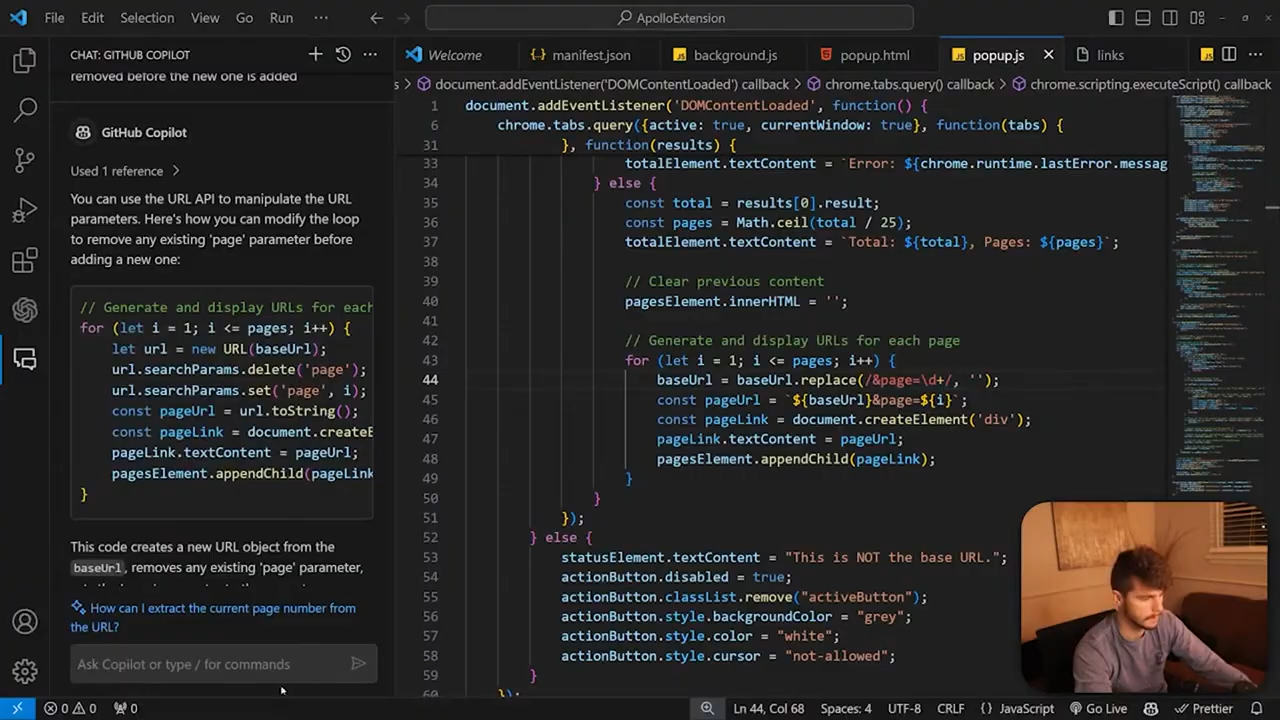 File Edit Selection View Go Run ··· ApolloExtension
CHAT: GITHUB COPILOT
removed before the new one is added
GitHub Copilot
Used 1 reference
You can use the URL API to manipulate the URL
parameters. Here's how you can modify the loop
to remove any existing 'page' parameter before
adding a new one:
// Generate and display URLs for each
for (let i = 1; i <= pages; i++) {
let url = new URL(baseUrl);
url.searchParams.delete('page');
url.searchParams.set('page', i);
const pageUrl = url.toString();
const pageLink = document.createE
pageLink.textContent = pageUrl;
pagesElement.appendChild(pageLink
}
This code creates a new URL object from the
baseUrl, removes any existing 'page' parameter,
How can I extract the current page number from
the URL?
Ask Copilot or type / for commands
Welcome {} manifest.json JS background.js popup.html JS popup.js links JS ···
document.addEventListener('DOMContentLoaded') callback > chrome.tabs.query() callback > chrome.scripting.executeScript() callback
1 document.addEventListener('DOMContentLoaded', function() {
6 chrome.tabs.query({active: true, currentWindow: true}, function(tabs) {
31 }, function(results) {
33 totalElement.textContent = `Error: ${chrome.runtime.lastError.messag
34 } else {
35 const total = results[0].result;
36 const pages = Math.ceil(total / 25);
37 totalElement.textContent = `Total: ${total}, Pages: ${pages}`;
38
39 // Clear previous content
40 pagesElement.innerHTML = '';
41
42 // Generate and display URLs for each page
43 for (let i = 1; i <= pages; i++) {
44 baseUrl = baseUrl.replace(/&page=\d+/, '');
45 const pageUrl = `${baseUrl}&page=${i}`;
46 const pageLink = document.createElement('div');
47 pageLink.textContent = pageUrl;
48 pagesElement.appendChild(pageLink);
49 }
50 }
51 });
52 } else {
53 statusElement.textContent = "This is NOT the base URL.";
54 actionButton.disabled = true;
55 actionButton.classList.remove("activeButton");
56 actionButton.style.backgroundColor = "grey";
57 actionButton.style.color = "white";
58 actionButton.style.cursor = "not-allowed";
59 }
60 });
0 0 0 Ln 44, Col 68 Spaces: 4 UTF-8 CRLF {} JavaScript Go Live Prettier